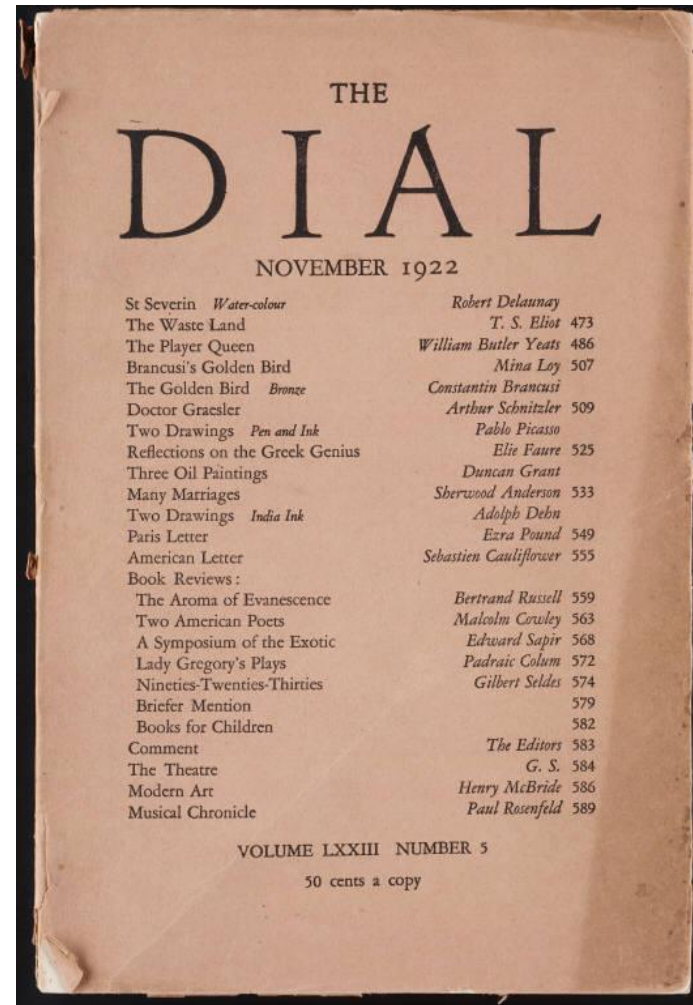 THE
DIAL
NOVEMBER 1922
St Severin Water-colour Robert Delaunay
The Waste Land T. S. Eliot 473
The Player Queen William Butler Yeats 486
Brancusi's Golden Bird Mina Loy 507
The Golden Bird Bronze Constantin Brancusi
Doctor Graesler Arthur Schnitzler 509
Two Drawings Pen and Ink Pablo Picasso
Reflections on the Greek Genius Elie Faure 525
Three Oil Paintings Duncan Grant
Many Marriages Sherwood Anderson 533
Two Drawings India Ink Adolph Dehn
Paris Letter Ezra Pound 549
American Letter Sebastien Cauliflower 555
Book Reviews:
The Aroma of Evanescence Bertrand Russell 559
Two American Poets Malcolm Cowley 563
A Symposium of the Exotic Edward Sapir 568
Lady Gregory's Plays Padraic Colum 572
Nineties-Twenties-Thirties Gilbert Seldes 574
Briefer Mention 579
Books for Children 582
Comment The Editors 583
The Theatre G. S. 584
Modern Art Henry McBride 586
Musical Chronicle Paul Rosenfeld 589
VOLUME LXXIII NUMBER 5
50 cents a copy